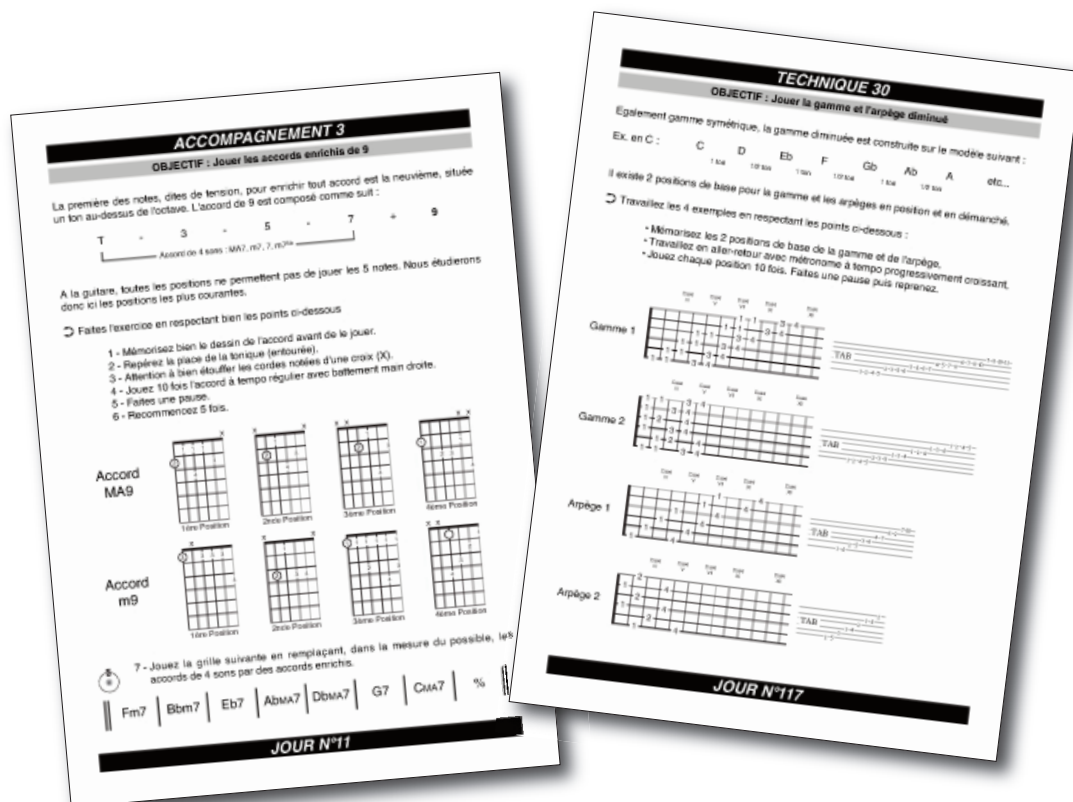 ACCOMPAGNEMENT 3
OBJECTIF : Jouer les accords enrichis de 9
La première des notes, dites de tension, pour enrichir tout accord est la neuvième, située
un ton au-dessus de l'octave. L'accord de 9 est composé comme suit :
T - 3 - 5 - 7 + 9
A la guitare, toutes les positions ne permettent pas de jouer les 5 notes. Nous étudierons
donc ici les positions les plus courantes.
Faites l'exercice en respectant bien les points ci-dessous
1 - Mémorisez bien le dessin de l'accord avant de le jouer.
2 - Repérez la place de la tonique (entourée).
3 - Attention à bien étouffer les cordes notées d'une croix (X).
4 - Jouez 10 fois l'accord à tempo régulier avec battement main droite.
5 - Faites une pause.
6 - Recommencez 5 fois.
Accord
MA9
1ère Position
2nde Position
3ème Position
4ème Position
Accord
m9
1ère Position
2nde Position
3ème Position
4ème Position
7 - Jouez la grille suivante en remplaçant, dans la mesure du possible, les
accords de 4 sons par des accords enrichis.
Fm7 Bbm7 Eb7 AbMA7 DbMA7 G7 CMA7 %
JOUR N°11
TECHNIQUE 30
OBJECTIF : Jouer la gamme et l'arpège diminué
Egalement gamme symétrique, la gamme diminuée est construite sur le modèle suivant :
Ex. en C : C D Eb F Gb Ab A etc...
Il existe 2 positions de base pour la gamme et les arpèges en position et en démanché.
Travaillez les 4 exemples en respectant les points ci-dessous :
• Mémorisez les 2 positions de base de la gamme et de l'arpège,
• Travaillez en aller-retour avec métronome à tempo progressivement croissant,
• Jouez chaque position 10 fois. Faites une pause puis reprenez.
Gamme 1
TAB
Gamme 2
TAB
Arpège 1
TAB
Arpège 2
TAB
JOUR N°117